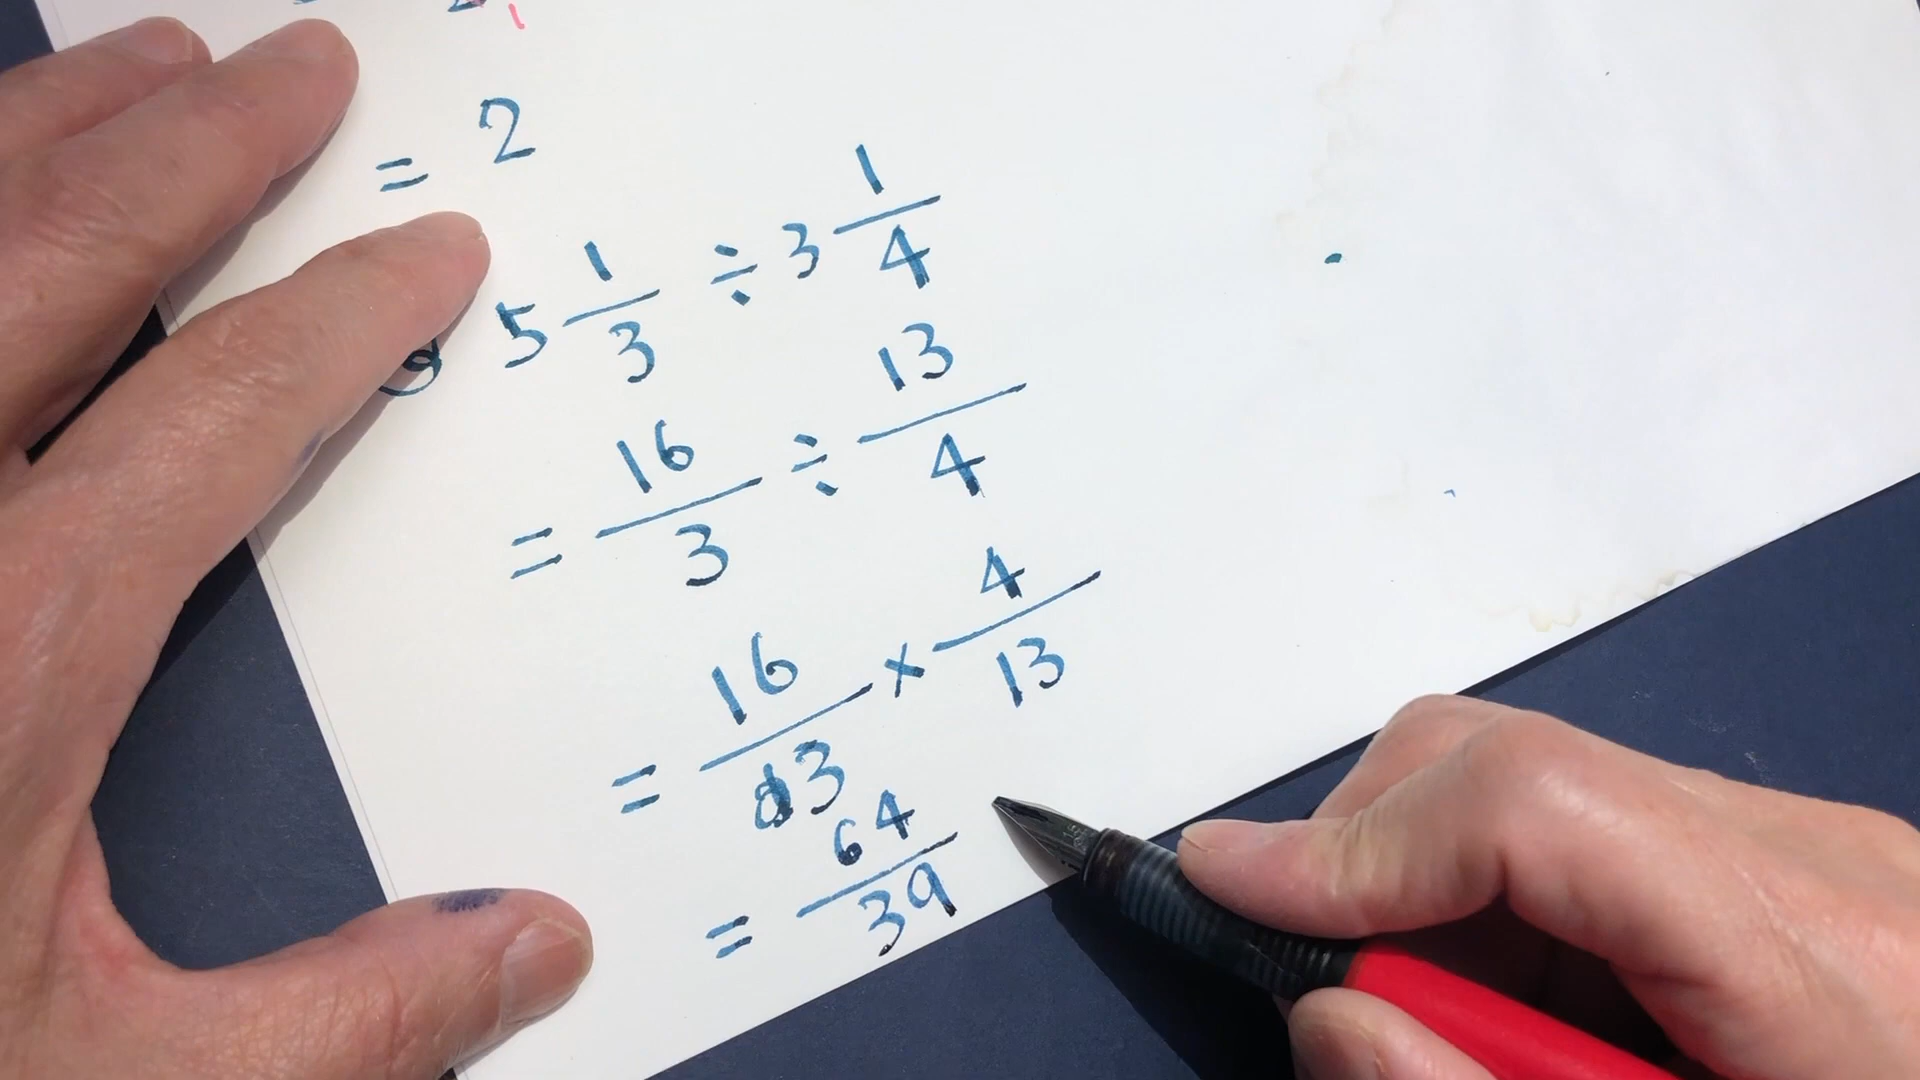 = 2
5 1/3 ÷ 3 1/4
= 16/3 ÷ 13/4
= 16/3 × 4/13
= 64/39